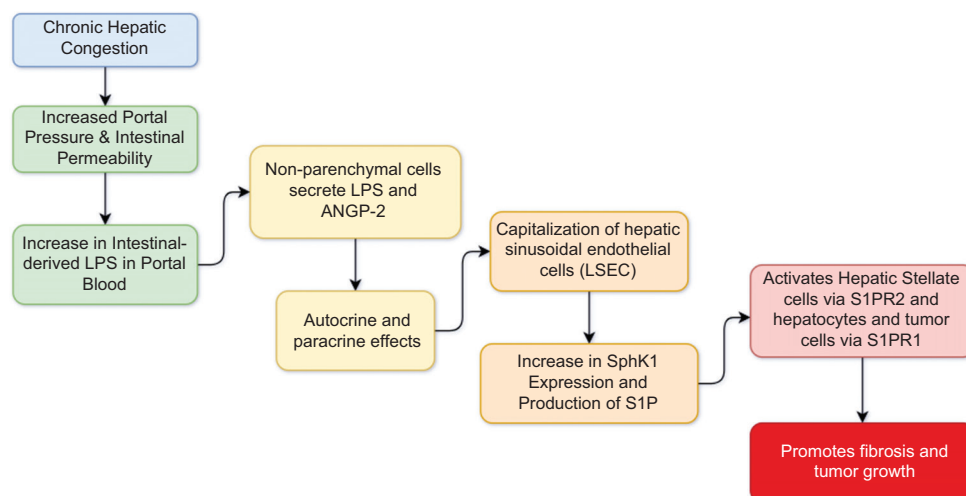 Chronic Hepatic
Congestion
Increased Portal
Pressure & Intestinal
Permeability
Increase in Intestinal-
derived LPS in Portal
Blood
Non-parenchymal cells
secrete LPS and
ANGP-2
Autocrine and
paracrine effects
Capitalization of hepatic
sinusoidal endothelial
cells (LSEC)
Increase in SphK1
Expression and
Production of S1P
Activates Hepatic Stellate
cells via S1PR2 and
hepatocytes and tumor
cells via S1PR1
Promotes fibrosis and
tumor growth